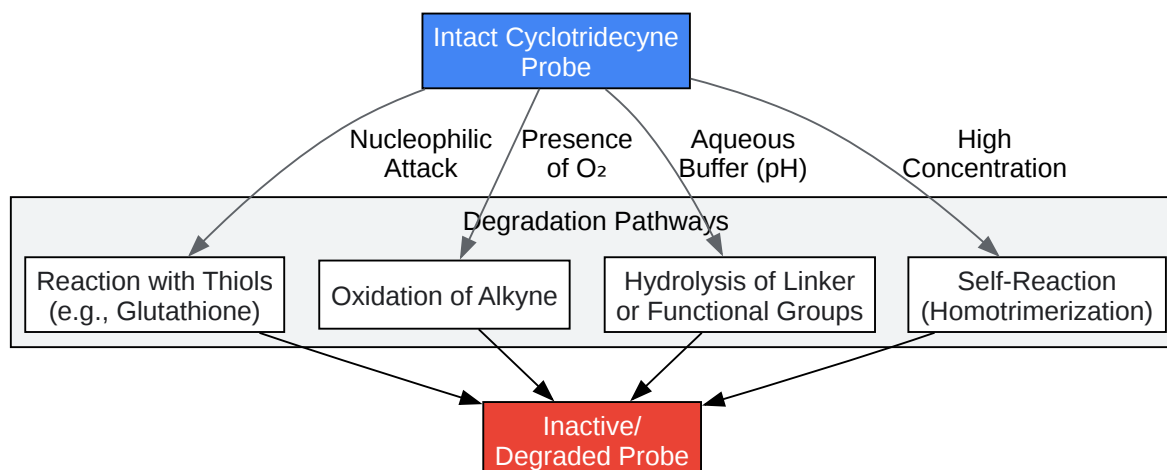 Intact Cyclotridecyne
Probe
Nucleophilic
Attack
Presence
of O₂
Aqueous
Buffer (pH)
High
Concentration
Degradation Pathways
Reaction with Thiols
(e.g., Glutathione)
Oxidation of Alkyne
Hydrolysis of Linker
or Functional Groups
Self-Reaction
(Homotrimerization)
Inactive/
Degraded Probe